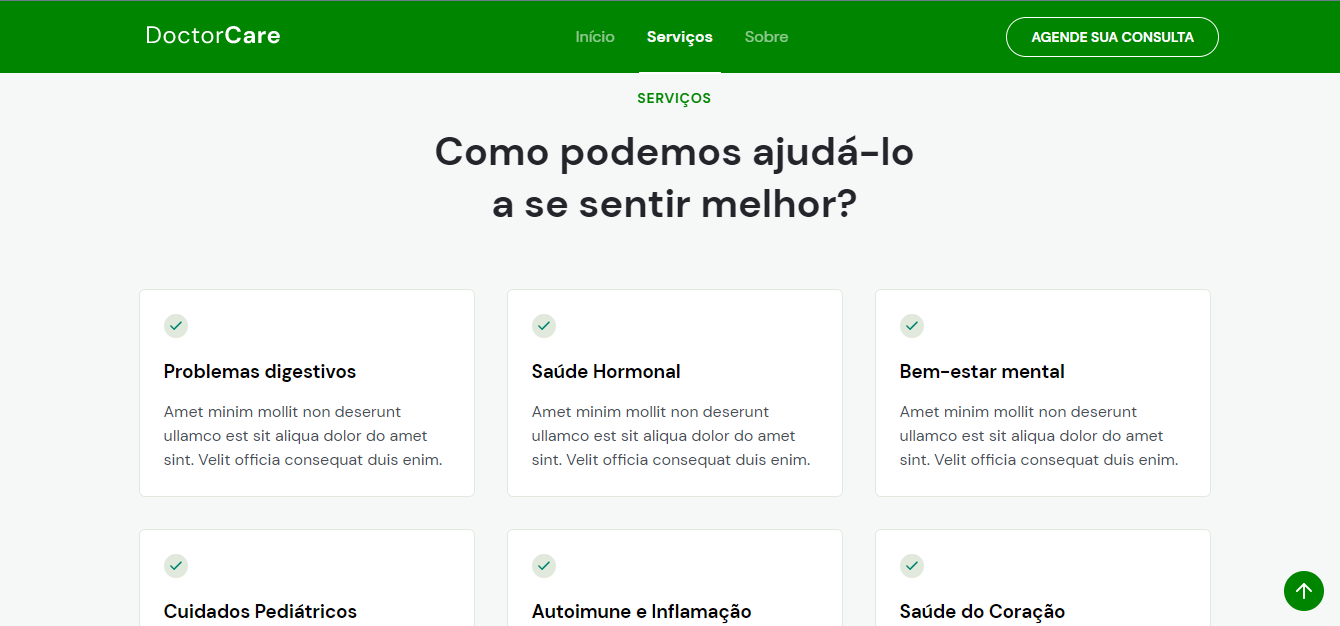 DoctorCare
Início
Serviços
Sobre
AGENDE SUA CONSULTA
SERVIÇOS
Como podemos ajudá-lo
a se sentir melhor?
Problemas digestivos
Amet minim mollit non deserunt
ullamco est sit aliqua dolor do amet
sint. Velit officia consequat duis enim.
Saúde Hormonal
Amet minim mollit non deserunt
ullamco est sit aliqua dolor do amet
sint. Velit officia consequat duis enim.
Bem-estar mental
Amet minim mollit non deserunt
ullamco est sit aliqua dolor do amet
sint. Velit officia consequat duis enim.
Cuidados Pediátricos
Autoimune e Inflamação
Saúde do Coração